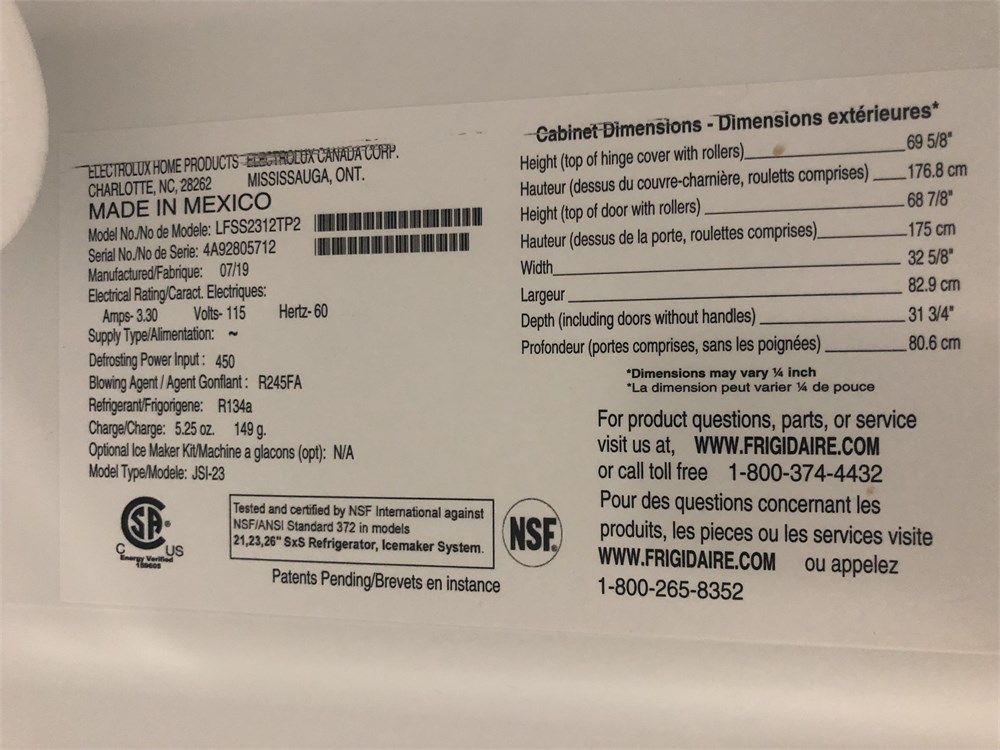 ELECTROLUX HOME PRODUCTS ELECTROLUX CANADA CORP.
CHARLOTTE, NC, 28262 MISSISSAUGA, ONT.
MADE IN MEXICO
Model No./No de Modele: LFSS2312TP2
Serial No./No de Serie: 4A92805712
Manufactured/Fabrique: 07/19
Electrical Rating/Caract. Electriques:
Amps- 3.30 Volts- 115 Hertz- 60
Supply Type/Alimentation: ~
Defrosting Power Input : 450
Blowing Agent / Agent Gonflant : R245FA
Refrigerant/Frigorigene: R134a
Charge/Charge: 5.25 oz. 149 g.
Optional Ice Maker Kit/Machine a glacons (opt): N/A
Model Type/Modele: JSI-23
SA
C US
Energy Verified
Tested and certified by NSF International against
NSF/ANSI Standard 372 in models
21,23,26" SxS Refrigerator, Icemaker System.
NSF
Patents Pending/Brevets en instance
Cabinet Dimensions - Dimensions extérieures*
Height (top of hinge cover with rollers) 69 5/8"
Hauteur (dessus du couvre-charnière, rouletts comprises) 176.8 cm
Height (top of door with rollers) 68 7/8"
Hauteur (dessus de la porte, roulettes comprises) 175 cm
Width 32 5/8"
Largeur 82.9 cm
Depth (including doors without handles) 31 3/4"
Profondeur (portes comprises, sans les poignées) 80.6 cm
*Dimensions may vary ¼ inch
*La dimension peut varier ¼ de pouce
For product questions, parts, or service
visit us at, WWW.FRIGIDAIRE.COM
or call toll free 1-800-374-4432
Pour des questions concernant les
produits, les pieces ou les services visite
WWW.FRIGIDAIRE.COM ou appelez
1-800-265-8352